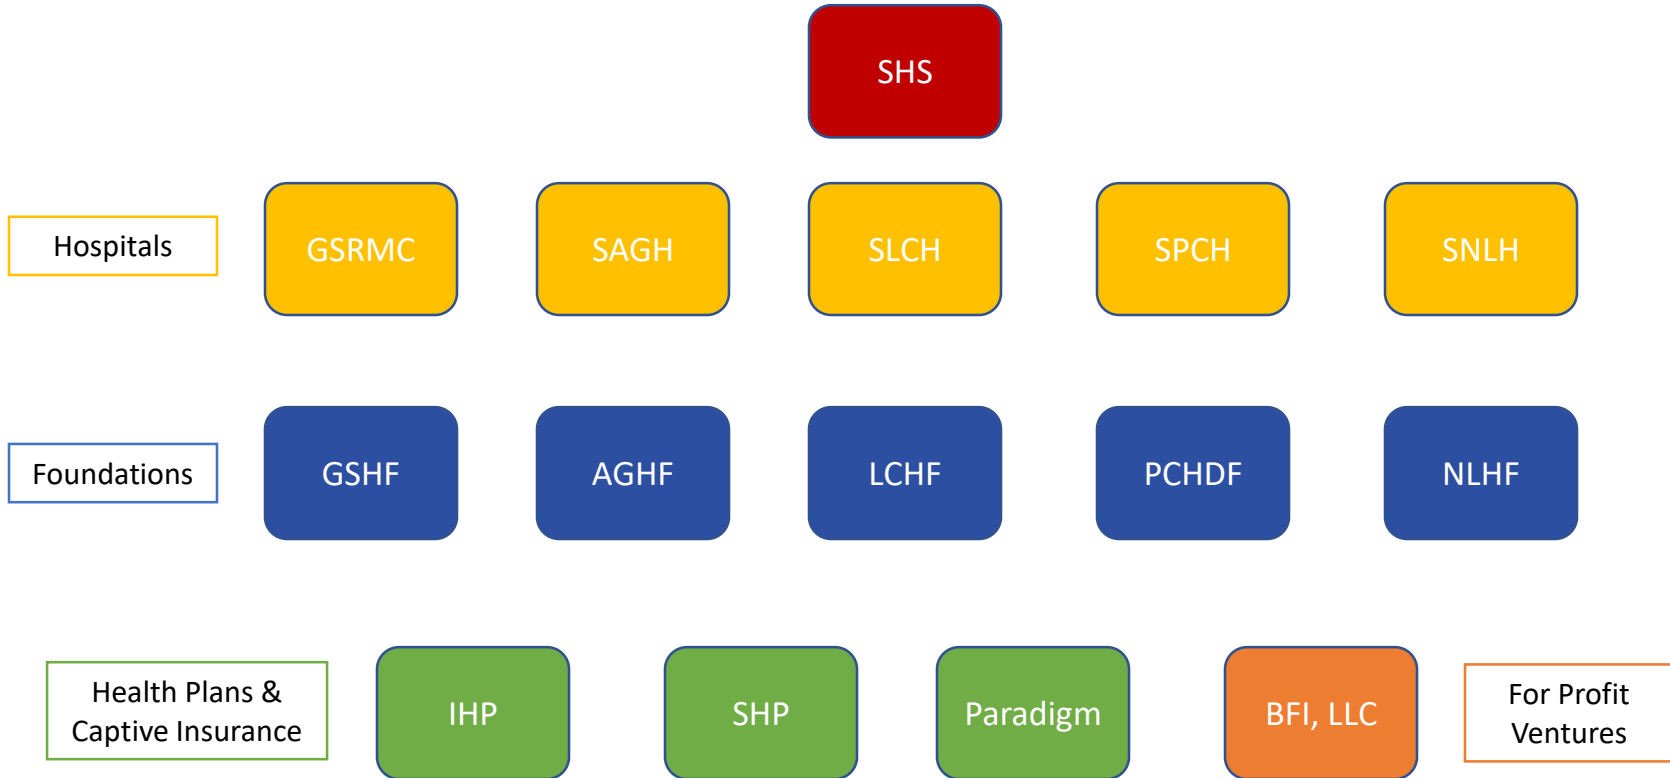 SHS
Hospitals
GSRMC
SAGH
SLCH
SPCH
SNLH
Foundations
GSHF
AGHF
LCHF
PCHDF
NLHF
Health Plans &
Captive Insurance
IHP
SHP
Paradigm
BFI, LLC
For Profit
Ventures